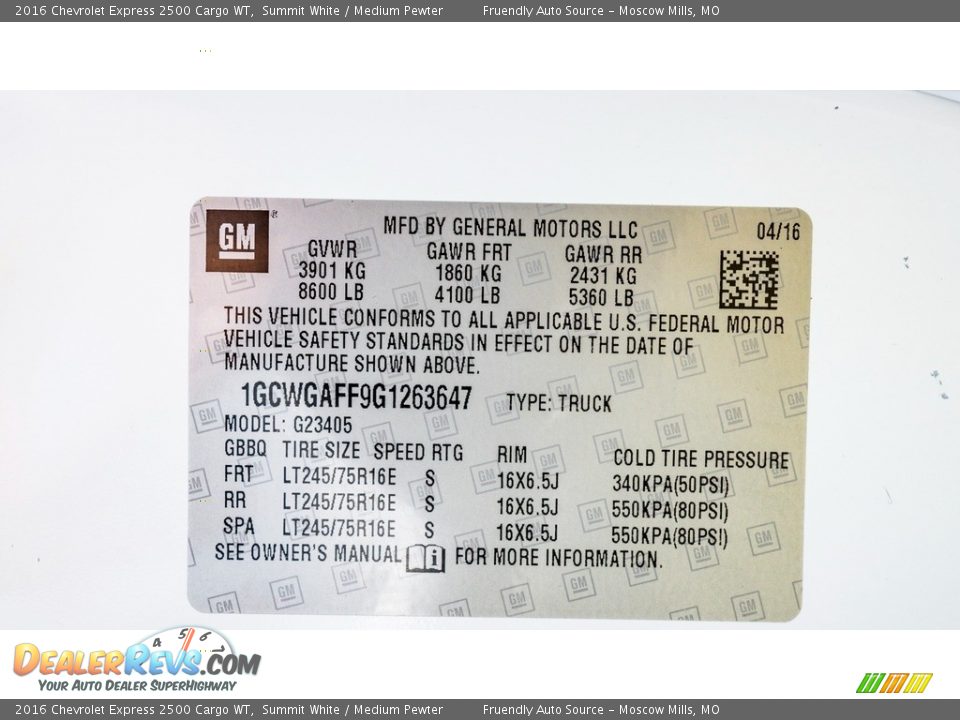 2016 Chevrolet Express 2500 Cargo WT, Summit White / Medium Pewter Fruendly Auto Source - Moscow Mills, MO
GM
MFD BY GENERAL MOTORS LLC 04/16
GVWR GAWR FRT GAWR RR
3901 KG 1860 KG 2431 KG
8600 LB 4100 LB 5360 LB
THIS VEHICLE CONFORMS TO ALL APPLICABLE U.S. FEDERAL MOTOR
VEHICLE SAFETY STANDARDS IN EFFECT ON THE DATE OF
MANUFACTURE SHOWN ABOVE.
1GCWGAFF9G1263647 TYPE: TRUCK
MODEL: G23405
GBBQ TIRE SIZE SPEED RTG RIM COLD TIRE PRESSURE
FRT LT245/75R16E S 16X6.5J 340KPA(50PSI)
RR LT245/75R16E S 16X6.5J 550KPA(80PSI)
SPA LT245/75R16E S 16X6.5J 550KPA(80PSI)
SEE OWNER'S MANUAL i FOR MORE INFORMATION.
4 5 6 7
DEALERREVS.COM
YOUR AUTO DEALER SUPERHIGHWAY
2016 Chevrolet Express 2500 Cargo WT, Summit White / Medium Pewter Fruendly Auto Source - Moscow Mills, MO